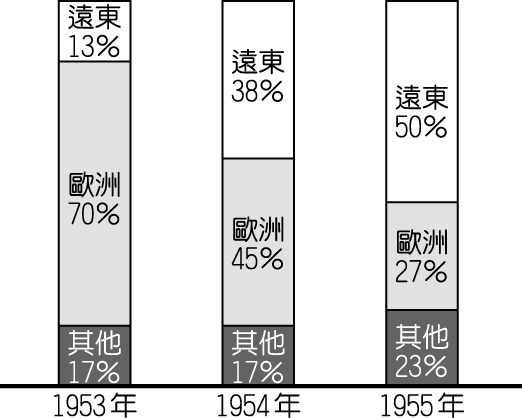 遠東
13%
歐洲
70%
其他
17%
遠東
38%
歐洲
45%
其他
17%
遠東
50%
歐洲
27%
其他
23%
1953年
1954年
1955年